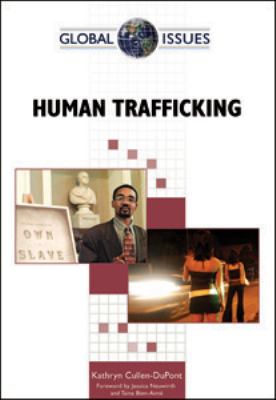 GLOBAL ISSUES
HUMAN TRAFFICKING
OWN
SLAVE
Kathryn Cullen-DuPont
Foreword by Jessica Neuwirth
and Taina Bien-Aimé